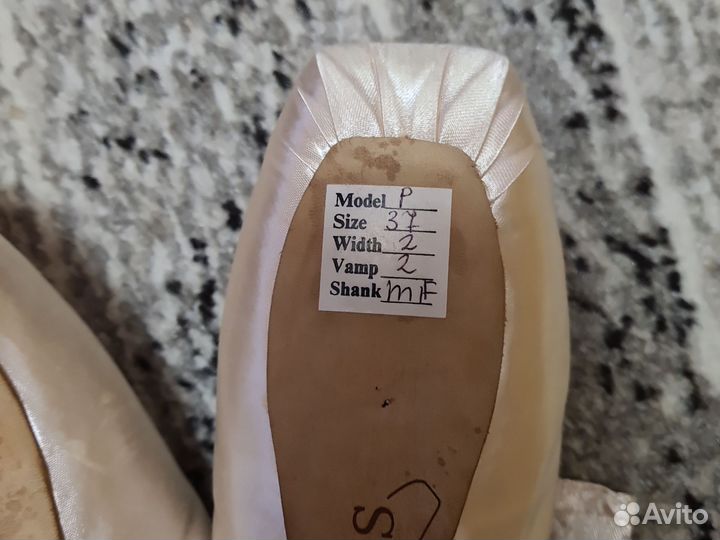 Model P
Size 37
Width 2
Vamp 2
Shank MF
S
Avito